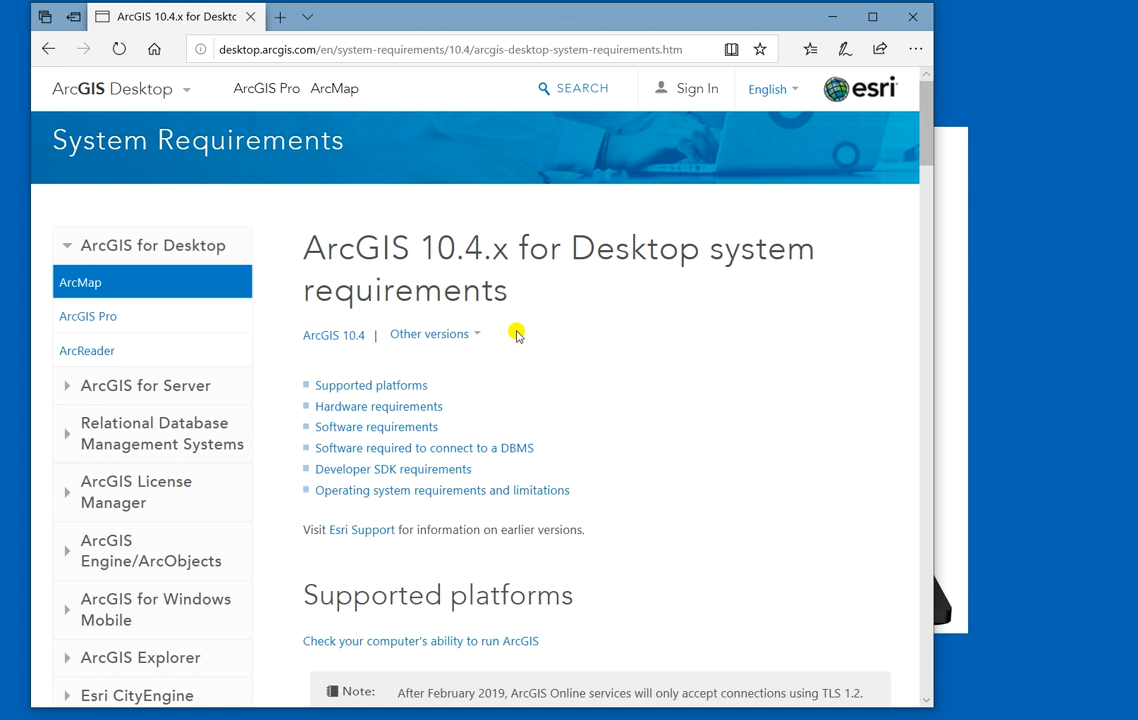 ArcGIS 10.4.x for Deskto
desktop.arcgis.com/en/system-requirements/10.4/arcgis-desktop-system-requirements.htm
ArcGIS Desktop
ArcGIS Pro
ArcMap
SEARCH
Sign In
English
esri
System Requirements
ArcGIS for Desktop
ArcMap
ArcGIS Pro
ArcReader
ArcGIS for Server
Relational Database
Management Systems
ArcGIS License
Manager
ArcGIS
Engine/ArcObjects
ArcGIS for Windows
Mobile
ArcGIS Explorer
Esri CityEngine
ArcGIS 10.4.x for Desktop system
requirements
ArcGIS 10.4 | Other versions
Supported platforms
Hardware requirements
Software requirements
Software required to connect to a DBMS
Developer SDK requirements
Operating system requirements and limitations
Visit Esri Support for information on earlier versions.
Supported platforms
Check your computer's ability to run ArcGIS
Note: After February 2019, ArcGIS Online services will only accept connections using TLS 1.2.